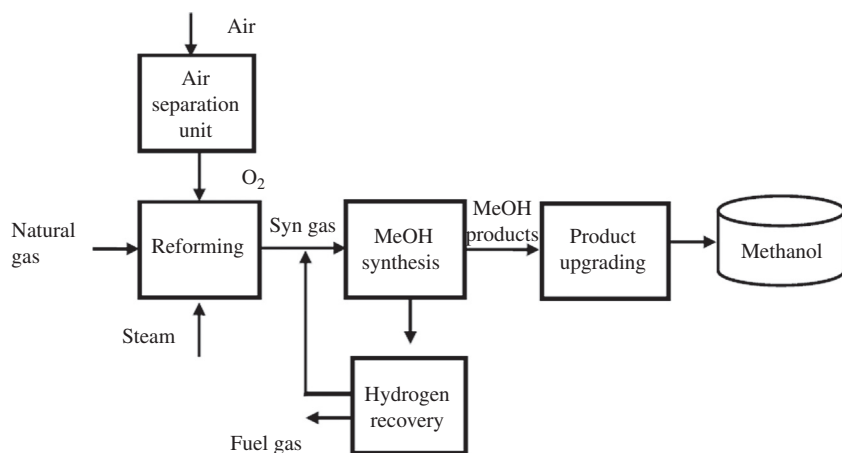 Air
Air
separation
unit
O2
Natural
gas
Reforming
Syn gas
MeOH
synthesis
MeOH
products
Product
upgrading
Methanol
Steam
Hydrogen
recovery
Fuel gas